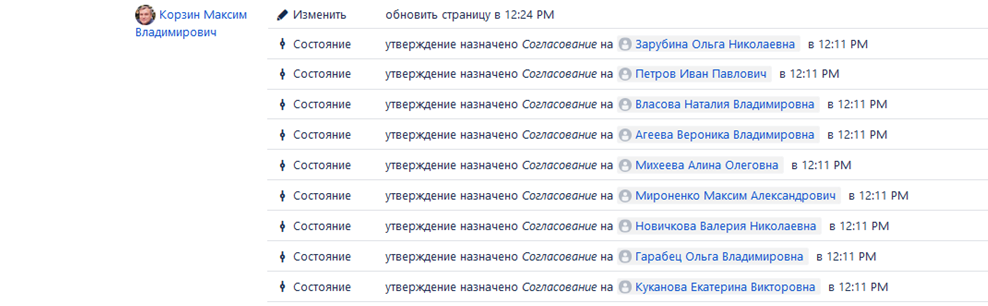 Корзин Максим Владимирович
Изменить обновить страницу в 12:24 PM
Состояние утверждение назначено Согласование на Зарубина Ольга Николаевна в 12:11 PM
Состояние утверждение назначено Согласование на Петров Иван Павлович в 12:11 PM
Состояние утверждение назначено Согласование на Власова Наталия Владимировна в 12:11 PM
Состояние утверждение назначено Согласование на Агеева Вероника Владимировна в 12:11 PM
Состояние утверждение назначено Согласование на Михеева Алина Олеговна в 12:11 PM
Состояние утверждение назначено Согласование на Мироненко Максим Александрович в 12:11 PM
Состояние утверждение назначено Согласование на Новичкова Валерия Николаевна в 12:11 PM
Состояние утверждение назначено Согласование на Гарабец Ольга Владимировна в 12:11 PM
Состояние утверждение назначено Согласование на Куканова Екатерина Викторовна в 12:11 PM